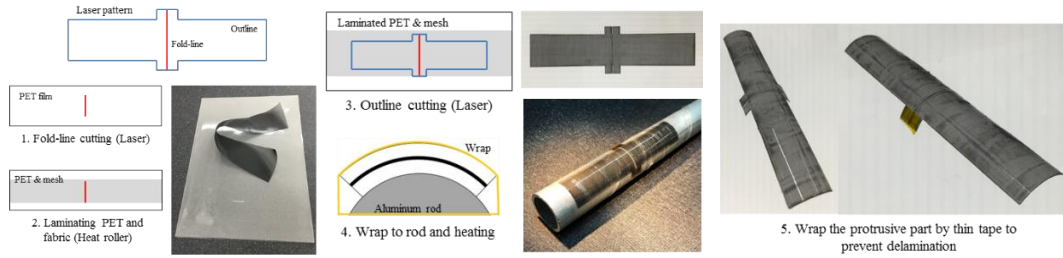 Laser pattern
Outline
Fold-line
PET film
1. Fold-line cutting (Laser)
PET & mesh
2. Laminating PET and
fabric (Heat roller)
Laminated PET & mesh
3. Outline cutting (Laser)
Wrap
Aluminum rod
4. Wrap to rod and heating
5. Wrap the protrusive part by thin tape to
prevent delamination